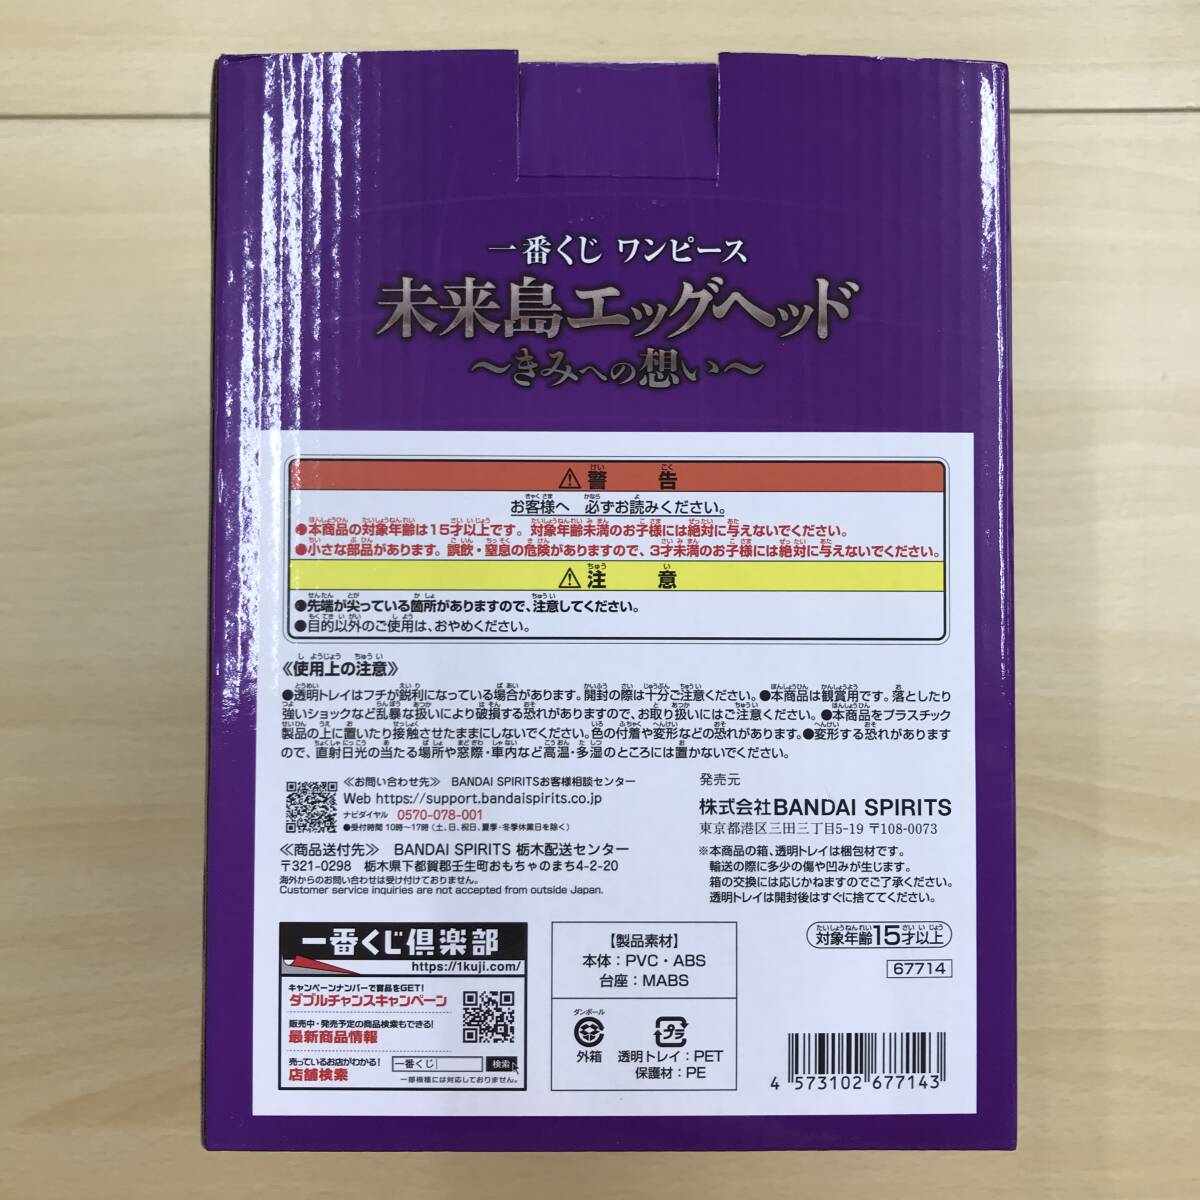 一番くじ ワンピース
未来島エッグヘッド
～きみへの想い～
⚠警告
お客様へ 必ずお読みください。
●本商品の対象年齢は15才以上です。対象年齢未満のお子様には絶対に与えないでください。
●小さな部品があります。誤飲・窒息の危険がありますので、3才未満のお子様には絶対に与えないでください。
⚠注意
●先端が尖っている箇所がありますので、注意してください。
●目的以外のご使用は、おやめください。
《使用上の注意》
●透明トレイはフチが鋭利になっている場合があります。開封の際は十分ご注意ください。●本商品は観賞用です。落としたり
強いショックなど乱暴な扱いにより破損する恐れがありますので、お取り扱いにはご注意ください。●本商品をプラスチック
製品の上に置いたり接触させたままにしないでください。色の付着や変形などの恐れがあります。●変形する恐れがあります
ので、直射日光の当たる場所や窓際・車内など高温・多湿のところには置かないでください。
≪お問い合わせ先≫ BANDAI SPIRITSお客様相談センター
Web https://support.bandaispirits.co.jp
ナビダイヤル 0570-078-001
●受付時間 10時～17時(土、日、祝日、夏季・冬季休業日を除く)
≪商品送付先≫ BANDAI SPIRITS 栃木配送センター
〒321-0298 栃木県下都賀郡壬生町おもちゃのまち4-2-20
海外からのお問い合わせは受け付けておりません。
Customer service inquiries are not accepted from outside Japan.
発売元
株式会社BANDAI SPIRITS
東京都港区三田三丁目5-19 〒108-0073
※本商品の箱、透明トレイは梱包材です。
輸送の際に多少の傷や凹みが生じます。
箱の交換には応じかねますのでご了承ください。
透明トレイは開封後はすぐに捨ててください。
一番くじ倶楽部
https://1kuji.com/
キャンペーンナンバーで賞品をGET!
ダブルチャンスキャンペーン
販売中・発売予定の商品検索もできる!
最新商品情報
売っているお店がわかる!
店舗検索
一番くじ 検索
一部機種には対応しておりません。
【製品素材】
本体：PVC・ABS
台座：MABS
ダンボール
外箱
プラ
透明トレイ：PET
保護材：PE
対象年齢15才以上
67714
4 573102 677143